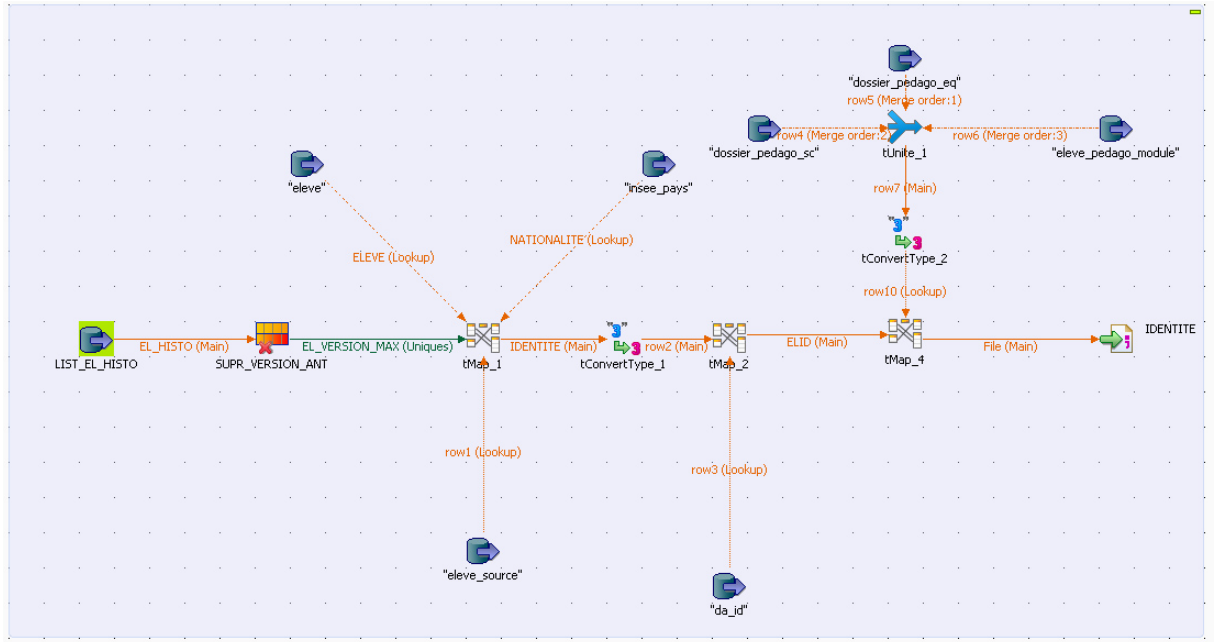 "dossier_pedago_eq"
row5 (Merge order:1)
row4 (Merge order:2)
row6 (Merge order:3)
"dossier_pedago_sc"
tUnite_1
"eleve_pedago_module"
"eleve"
"insee_pays"
row7 (Main)
NATIONALITE (Lookup)
ELEVE (Lookup)
tConvertType_2
row10 (Lookup)
IDENTITE
EL_HISTO (Main)
EL_VERSION_MAX (Uniques)
IDENTITE (Main)
row2 (Main)
ELID (Main)
File (Main)
LIST_EL_HISTO
SUPR_VERSION_ANT
tMap_1
tConvertType_1
tMap_2
tMap_4
row1 (Lookup)
row3 (Lookup)
"eleve_source"
"da_id"